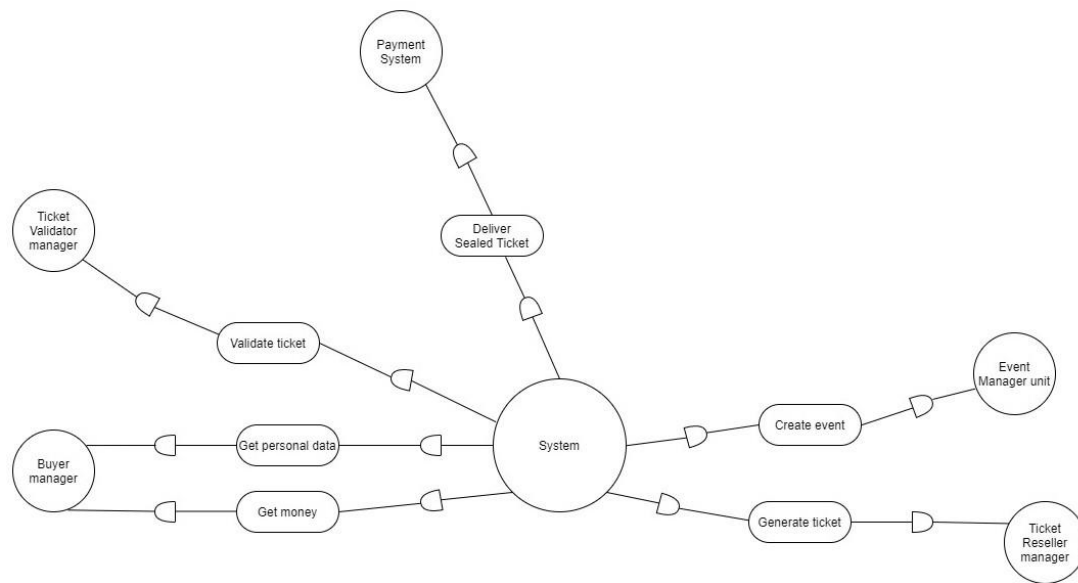 Payment
System
Ticket
Validator
manager
Deliver
Sealed Ticket
Validate ticket
Event
Manager unit
Create event
Get personal data
System
Buyer
manager
Get money
Generate ticket
Ticket
Reseller
manager